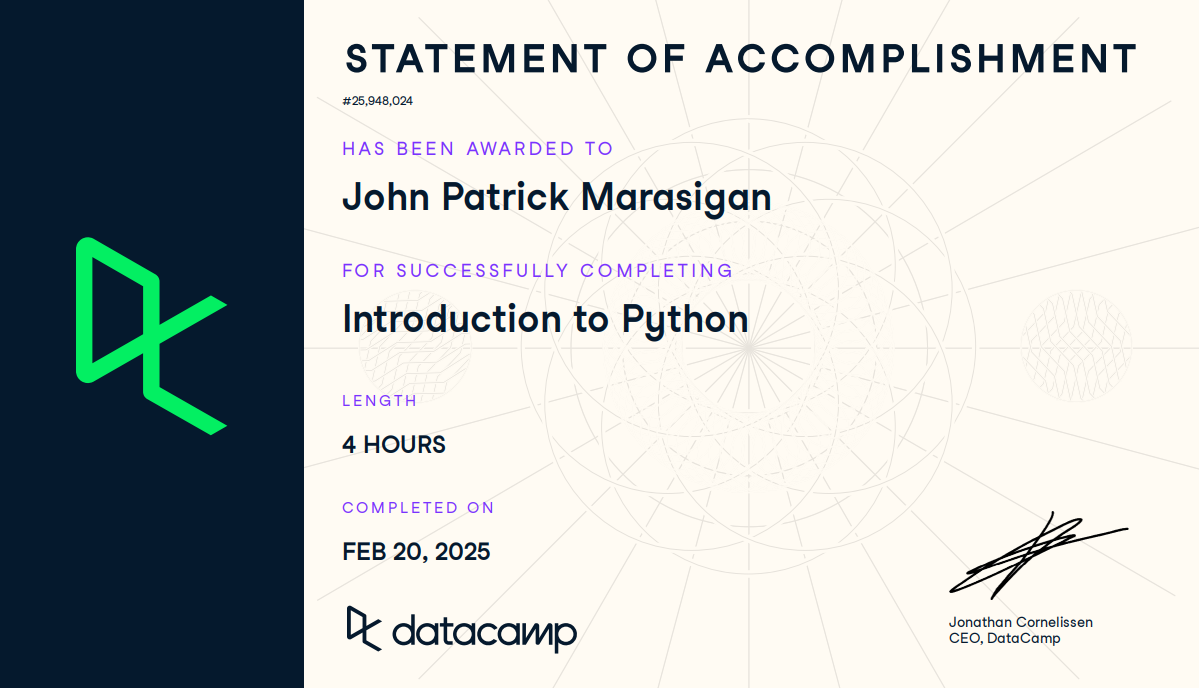 STATEMENT OF ACCOMPLISHMENT
#25,948,024
HAS BEEN AWARDED TO
John Patrick Marasigan
FOR SUCCESSFULLY COMPLETING
Introduction to Python
LENGTH
4 HOURS
COMPLETED ON
FEB 20, 2025
datacamp
Jonathan Cornelissen
CEO, DataCamp